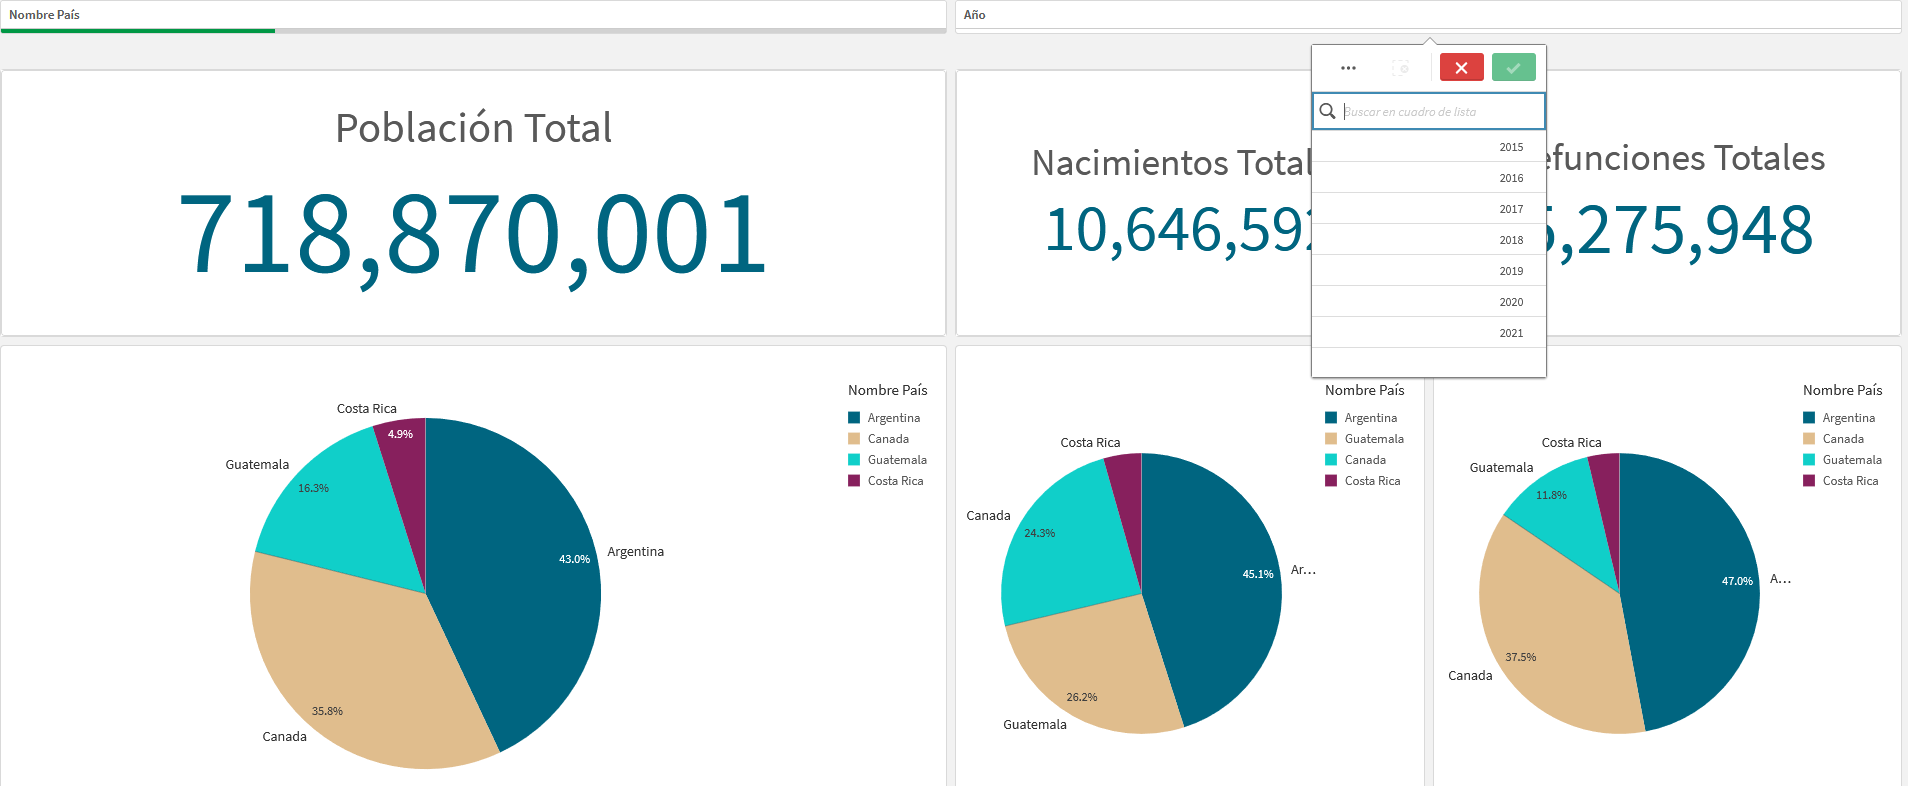 Nombre País
Año
Buscar en cuadro de lista
2015
2016
2017
2018
2019
2020
2021
Población Total
718,870,001
Nacimientos Total
10,646,59
efunciones Totales
,275,948
Nombre País
Argentina
Canada
Guatemala
Costa Rica
Costa Rica
4.9%
Guatemala
16.3%
43.0%
Argentina
35.8%
Canada
Nombre País
Argentina
Guatemala
Canada
Costa Rica
Costa Rica
Canada
24.3%
45.1%
Ar...
26.2%
Guatemala
Nombre País
Argentina
Canada
Guatemala
Costa Rica
Costa Rica
Guatemala
11.8%
47.0%
A...
37.5%
Canada